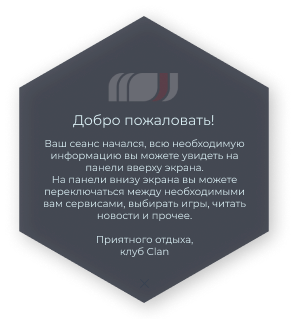 Добро пожаловать!
Ваш сеанс начался, всю необходимую
информацию вы можете увидеть на
панели вверху экрана.
На панели внизу экрана вы можете
переключаться между необходимыми
вам сервисами, выбирать игры, читать
новости и прочее.
Приятного отдыха,
клуб Clan